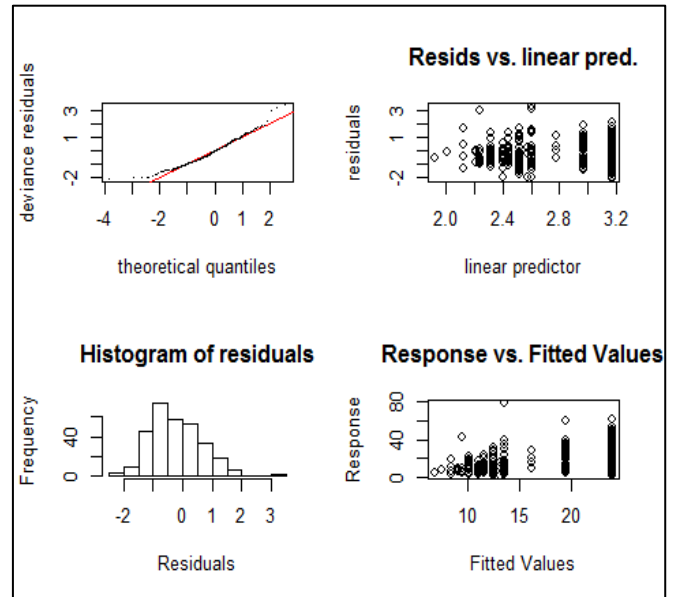 deviance residuals
3
1
-2
-4 -2 0 1 2
theoretical quantiles
Resids vs. linear pred.
residuals
3
1
-2
2.0 2.4 2.8 3.2
linear predictor
Histogram of residuals
Frequency
40
0
-2 0 1 2 3
Residuals
Response vs. Fitted Values
Response
80
40
0
10 15 20
Fitted Values